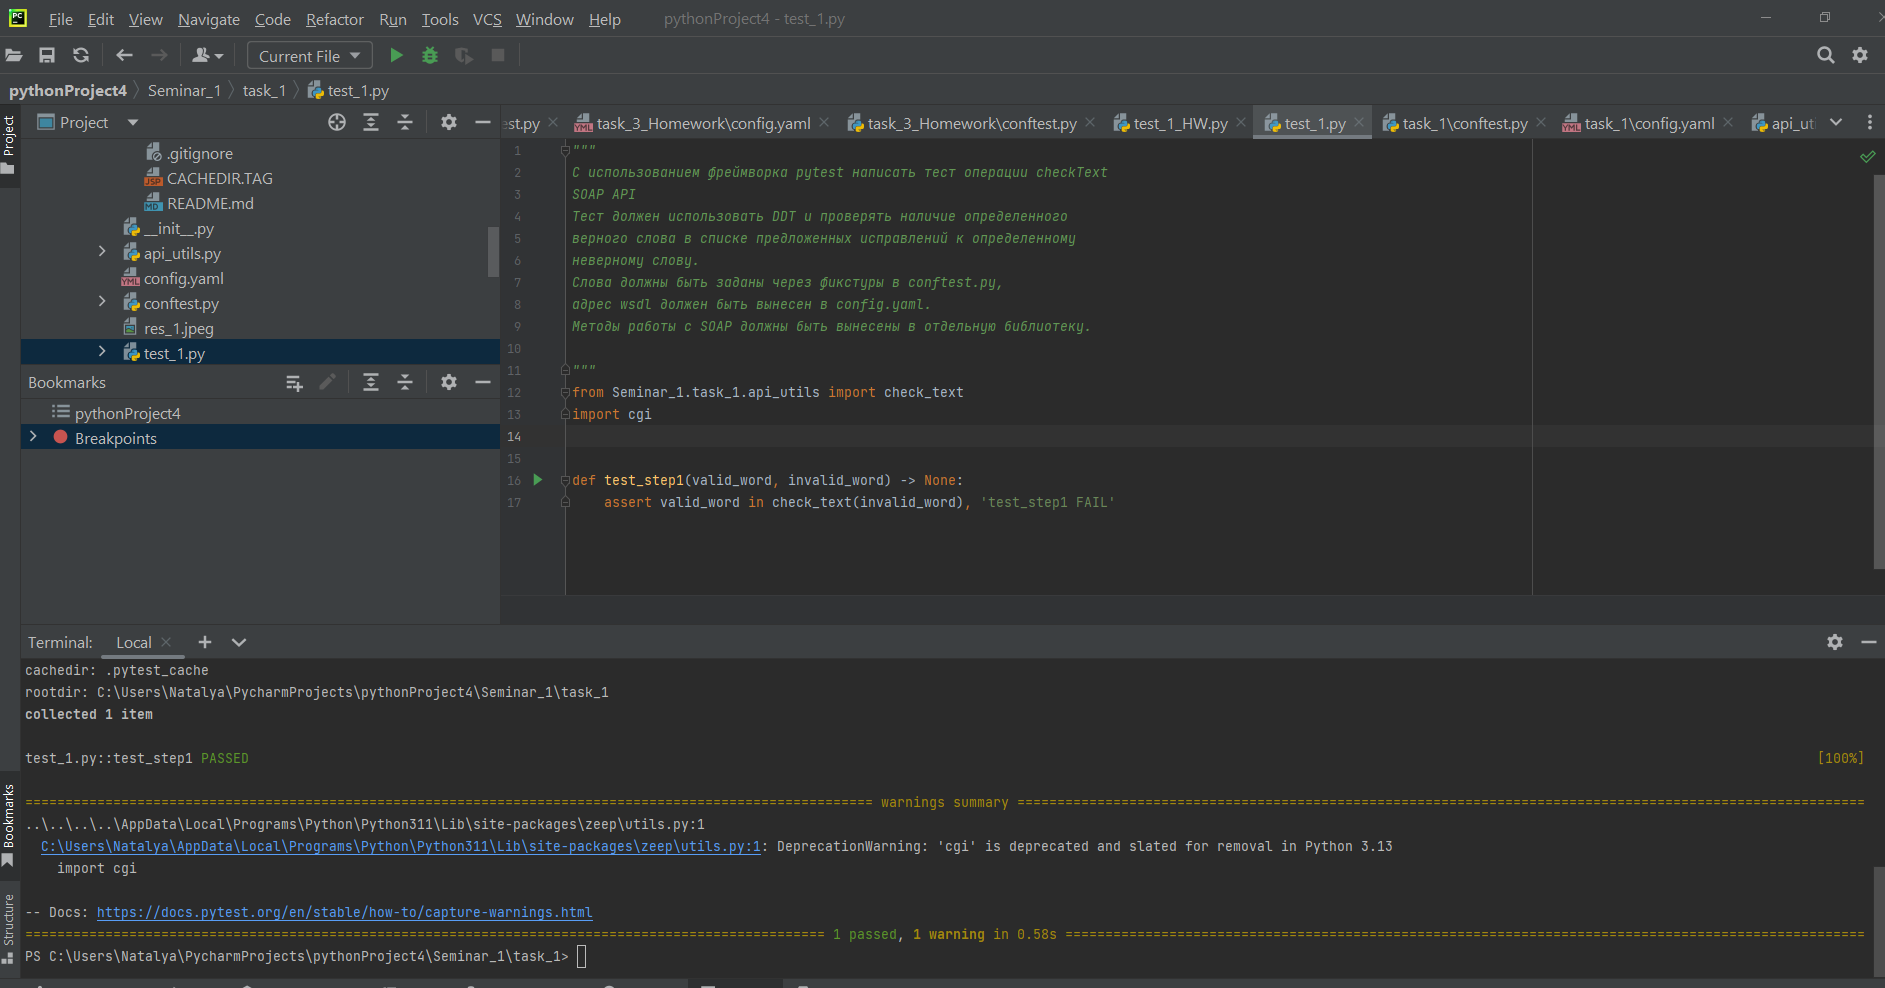 File Edit View Navigate Code Refactor Run Tools VCS Window Help pythonProject4 - test_1.py
Current File
pythonProject4 Seminar_1 task_1 test_1.py
Project
Project
.gitignore
CACHEDIR.TAG
README.md
__init__.py
api_utils.py
config.yaml
conftest.py
res_1.jpeg
test_1.py
Bookmarks
pythonProject4
Breakpoints
est.py task_3_Homework\config.yaml task_3_Homework\conftest.py test_1_HW.py test_1.py task_1\conftest.py task_1\config.yaml api_uti
1 """
2 С использованием фреймворка pytest написать тест операции checkText
3 SOAP API
4 Тест должен использовать DDT и проверять наличие определенного
5 верного слова в списке предложенных исправлений к определенному
6 неверному слову.
7 Слова должны быть заданы через фикстуры в conftest.py,
8 адрес wsdl должен быть вынесен в config.yaml.
9 Методы работы с SOAP должны быть вынесены в отдельную библиотеку.
10
11 """
12 from Seminar_1.task_1.api_utils import check_text
13 import cgi
14
15
16 def test_step1(valid_word, invalid_word) -> None:
17 assert valid_word in check_text(invalid_word), 'test_step1 FAIL'
Terminal: Local
cachedir: .pytest_cache
rootdir: C:\Users\Natalya\PycharmProjects\pythonProject4\Seminar_1\task_1
collected 1 item
test_1.py::test_step1 PASSED [100%]
warnings summary
..\..\..\..\AppData\Local\Programs\Python\Python311\Lib\site-packages\zeep\utils.py:1
C:\Users\Natalya\AppData\Local\Programs\Python\Python311\Lib\site-packages\zeep\utils.py:1: DeprecationWarning: 'cgi' is deprecated and slated for removal in Python 3.13
import cgi
-- Docs: https://docs.pytest.org/en/stable/how-to/capture-warnings.html
1 passed, 1 warning in 0.58s
PS C:\Users\Natalya\PycharmProjects\pythonProject4\Seminar_1\task_1>
Bookmarks
Structure